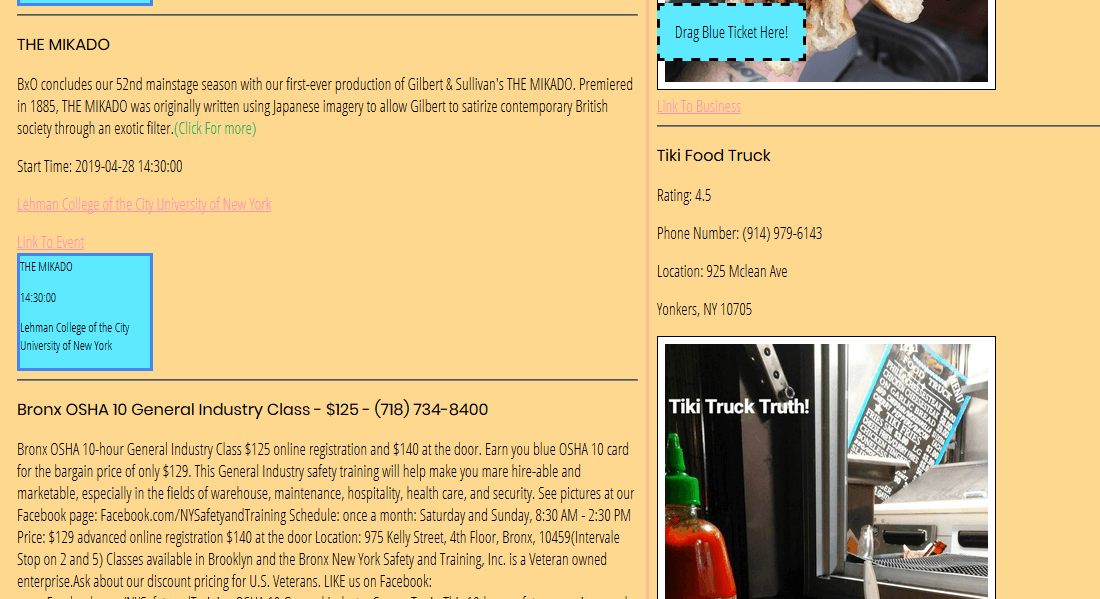 THE MIKADO
BxO concludes our 52nd mainstage season with our first-ever production of Gilbert & Sullivan's THE MIKADO. Premiered
in 1885, THE MIKADO was originally written using Japanese imagery to allow Gilbert to satirize contemporary British
society through an exotic filter.(Click For more)
Start Time: 2019-04-28 14:30:00
Lehman College of the City University of New York
Link To Event
THE MIKADO
14:30:00
Lehman College of the City
University of New York
Bronx OSHA 10 General Industry Class - $125 - (718) 734-8400
Bronx OSHA 10-hour General Industry Class $125 online registration and $140 at the door. Earn you blue OSHA 10 card
for the bargain price of only $129. This General Industry safety training will help make you mare hire-able and
marketable, especially in the fields of warehouse, maintenance, hospitality, health care, and security. See pictures at our
Facebook page: Facebook.com/NYSafetyandTraining Schedule: once a month: Saturday and Sunday, 8:30 AM - 2:30 PM
Price: $129 advanced online registration $140 at the door Location: 975 Kelly Street, 4th Floor, Bronx, 10459(Intervale
Stop on 2 and 5) Classes available in Brooklyn and the Bronx New York Safety and Training, Inc. is a Veteran owned
enterprise.Ask about our discount pricing for U.S. Veterans. LIKE us on Facebook:
Drag Blue Ticket Here!
Link To Business
Tiki Food Truck
Rating: 4.5
Phone Number: (914) 979-6143
Location: 925 Mclean Ave
Yonkers, NY 10705
Tiki Truck Truth!